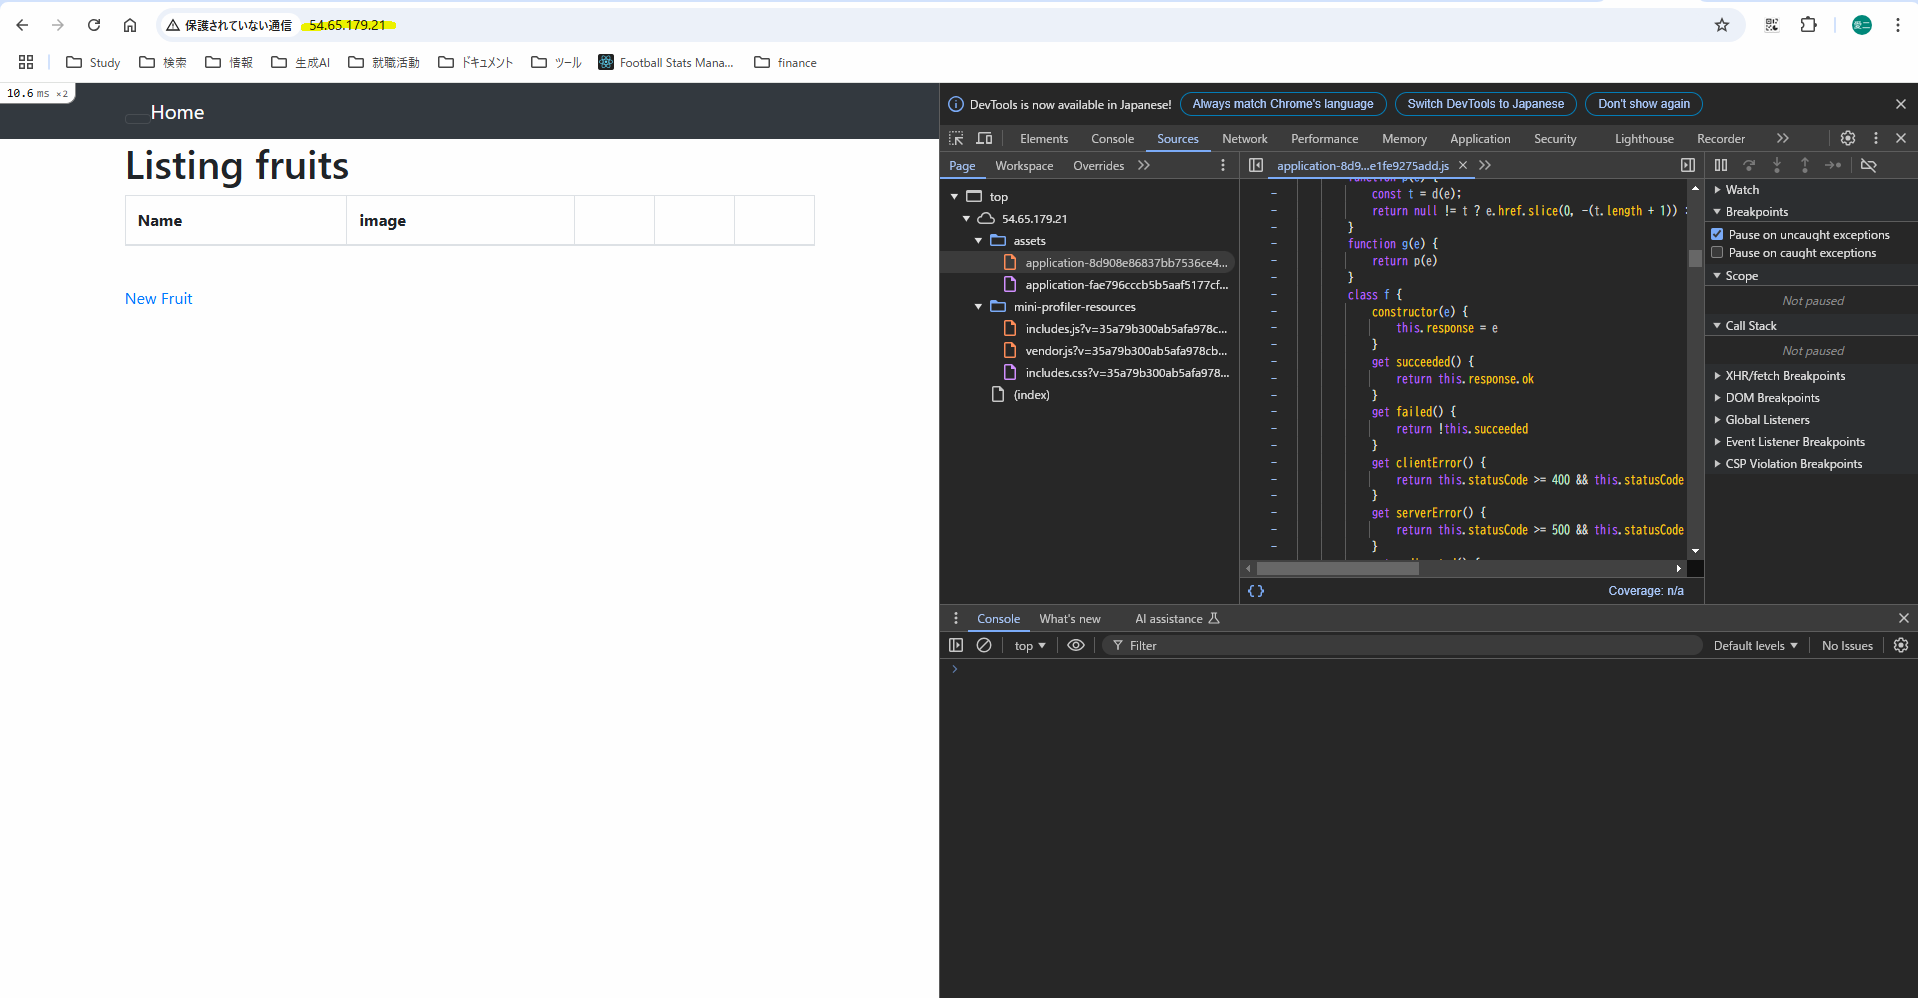 保護されていない通信 54.65.179.21
Study 検索 情報 生成AI 就職活動 ドキュメント ツール Football Stats Mana... finance
10.6 ms ×2
Home
Listing fruits
Name image
New Fruit
DevTools is now available in Japanese! Always match Chrome's language Switch DevTools to Japanese Don't show again
Elements Console Sources Network Performance Memory Application Security Lighthouse Recorder
Page Workspace Overrides
top
54.65.179.21
assets
application-8d908e86837bb7536ce4...
application-fae796cccb5b5aaf5177cf...
mini-profiler-resources
includes.js?v=35a79b300ab5afa978c...
vendor.js?v=35a79b300ab5afa978cb...
includes.css?v=35a79b300ab5afa978...
(index)
application-8d9...e1fe9275add.js
const t = d(e);
return null != t ? e.href.slice(0, -(t.length + 1)) :
}
function g(e) {
return p(e)
}
class f {
constructor(e) {
this.response = e
}
get succeeded() {
return this.response.ok
}
get failed() {
return !this.succeeded
}
get clientError() {
return this.statusCode >= 400 && this.statusCode
}
get serverError() {
return this.statusCode >= 500 && this.statusCode
}
{} Coverage: n/a
Watch
Breakpoints
Pause on uncaught exceptions
Pause on caught exceptions
Scope
Not paused
Call Stack
Not paused
XHR/fetch Breakpoints
DOM Breakpoints
Global Listeners
Event Listener Breakpoints
CSP Violation Breakpoints
Console What's new AI assistance
top Filter Default levels No Issues